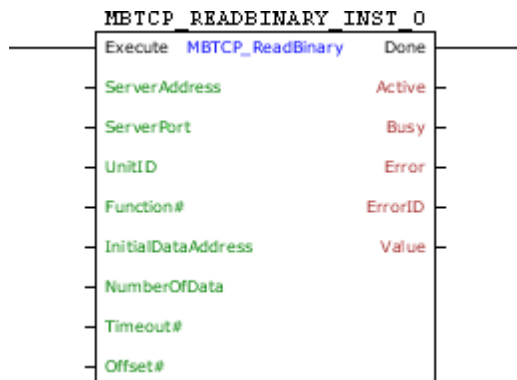 MBTCP_READBINARY_INST_0
Execute MBTCP_ReadBinary Done
ServerAddress Active
ServerPort Busy
UnitID Error
Function# ErrorID
InitialDataAddress Value
NumberOfData
Timeout#
Offset#